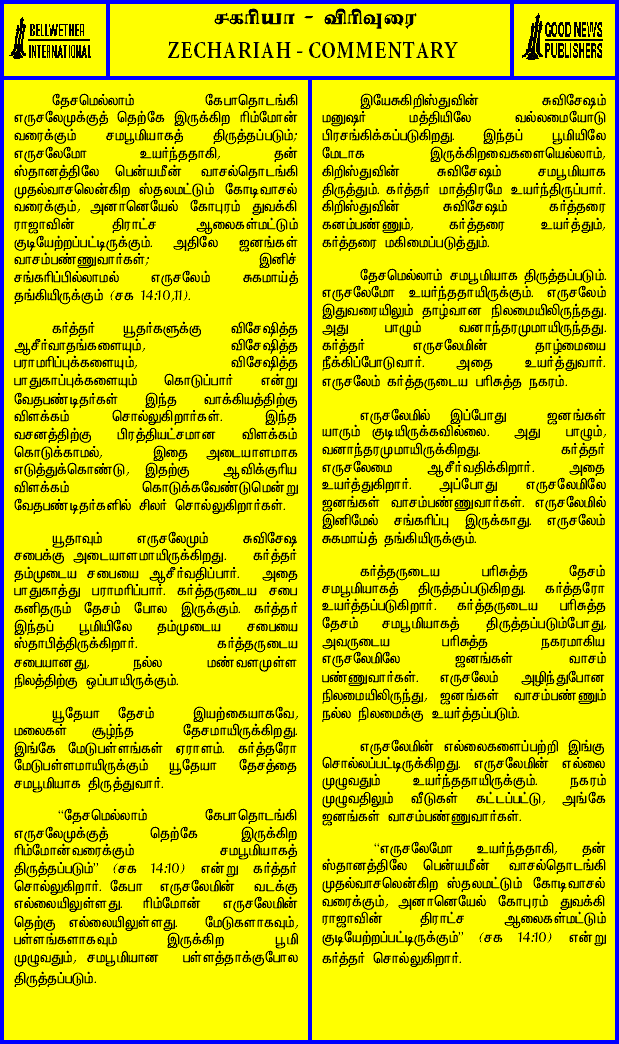 BELLWETHER
INTERNATIONAL
சகரியா - விரிவுரை
ZECHARIAH - COMMENTARY
GOOD NEWS
PUBLISHERS
தேசமெல்லாம் கேபாதொடங்கி
எருசலேமுக்குத் தெற்கே இருக்கிற ரிம்மோன்
வரைக்கும் சமபூமியாகத் திருத்தப்படும்;
எருசலேமோ உயர்ந்ததாகி, தன்
ஸ்தானத்திலே பென்யமீன் வாசல்தொடங்கி
முதல்வாசலென்கிற ஸ்தலமட்டும் கோடிவாசல்
வரைக்கும், அனானெயேல் கோபுரம் துவக்கி
ராஜாவின் திராட்ச ஆலைகள்மட்டும்
குடியேற்றப்பட்டிருக்கும். அதிலே ஜனங்கள்
வாசம்பண்ணுவார்கள்; இனிச்
சங்கரிப்பில்லாமல் எருசலேம் சுகமாய்த்
தங்கியிருக்கும் (சக 14:10,11).
கர்த்தர் யூதர்களுக்கு விசேஷித்த
ஆசீர்வாதங்களையும், விசேஷித்த
பராமரிப்புக்களையும், விசேஷித்த
பாதுகாப்புக்களையும் கொடுப்பார் என்று
வேதபண்டிதர்கள் இந்த வாக்கியத்திற்கு
விளக்கம் சொல்லுகிறார்கள். இந்த
வசனத்திற்கு பிரத்தியட்சமான விளக்கம்
கொடுக்காமல், இதை அடையாளமாக
எடுத்துக்கொண்டு, இதற்கு ஆவிக்குரிய
விளக்கம் கொடுக்கவேண்டுமென்று
வேதபண்டிதர்களில் சிலர் சொல்லுகிறார்கள்.
யூதாவும் எருசலேமும் சுவிசேஷ
சபைக்கு அடையாளமாயிருக்கிறது. கர்த்தர்
தம்முடைய சபையை ஆசீர்வதிப்பார். அதை
பாதுகாத்து பராமரிப்பார். கர்த்தருடைய சபை
கனிதரும் தேசம் போல இருக்கும். கர்த்தர்
இந்தப் பூமியிலே தம்முடைய சபையை
ஸ்தாபித்திருக்கிறார். கர்த்தருடைய
சபையானது, நல்ல மண்வளமுள்ள
நிலத்திற்கு ஒப்பாயிருக்கும்.
யூதேயா தேசம் இயற்கையாகவே,
மலைகள் சூழ்ந்த தேசமாயிருக்கிறது.
இங்கே மேடுபள்ளங்கள் ஏராளம். கர்த்தரோ
மேடுபள்ளமாயிருக்கும் யூதேயா தேசத்தை
சமபூமியாக திருத்துவார்.
“தேசமெல்லாம் கேபாதொடங்கி
எருசலேமுக்குத் தெற்கே இருக்கிற
ரிம்மோன்வரைக்கும் சமபூமியாகத்
திருத்தப்படும்” (சக 14:10) என்று கர்த்தர்
சொல்லுகிறார். கேபா எருசலேமின் வடக்கு
எல்லையிலுள்ளது. ரிம்மோன் எருசலேமின்
தெற்கு எல்லையிலுள்ளது. மேடுகளாகவும்,
பள்ளங்களாகவும் இருக்கிற பூமி
முழுவதும், சமபூமியான பள்ளத்தாக்குபோல
திருத்தப்படும்.
இயேசுகிறிஸ்துவின் சுவிசேஷம்
மனுஷர் மத்தியிலே வல்லமையோடு
பிரசங்கிக்கப்படுகிறது. இந்தப் பூமியிலே
மேடாக இருக்கிறவைகளையெல்லாம்,
கிறிஸ்துவின் சுவிசேஷம் சமபூமியாக
திருத்தும். கர்த்தர் மாத்திரமே உயர்ந்திருப்பார்.
கிறிஸ்துவின் சுவிசேஷம் கர்த்தரை
கனம்பண்ணும், கர்த்தரை உயர்த்தும்,
கர்த்தரை மகிமைப்படுத்தும்.
தேசமெல்லாம் சமபூமியாக திருத்தப்படும்.
எருசலேமோ உயர்ந்ததாயிருக்கும். எருசலேம்
இதுவரையிலும் தாழ்வான நிலமையிலிருந்தது.
அது பாழும் வனாந்தரமுமாயிருந்தது.
கர்த்தர் எருசலேமின் தாழ்மையை
நீக்கிப்போடுவார். அதை உயர்த்துவார்.
எருசலேம் கர்த்தருடைய பரிசுத்த நகரம்.
எருசலேமில் இப்போது ஜனங்கள்
யாரும் குடியிருக்கவில்லை. அது பாழும்,
வனாந்தரமுமாயிருக்கிறது. கர்த்தர்
எருசலேமை ஆசீர்வதிக்கிறார். அதை
உயர்த்துகிறார். அப்போது எருசலேமிலே
ஜனங்கள் வாசம்பண்ணுவார்கள். எருசலேமில்
இனிமேல் சங்கரிப்பு இருக்காது. எருசலேம்
சுகமாய்த் தங்கியிருக்கும்.
கர்த்தருடைய பரிசுத்த தேசம்
சமபூமியாகத் திருத்தப்படுகிறது. கர்த்தரோ
உயர்த்தப்படுகிறார். கர்த்தருடைய பரிசுத்த
தேசம் சமபூமியாகத் திருத்தப்படும்போது,
அவருடைய பரிசுத்த நகரமாகிய
எருசலேமிலே ஜனங்கள் வாசம்
பண்ணுவார்கள். எருசலேம் அழிந்துபோன
நிலமையிலிருந்து, ஜனங்கள் வாசம்பண்ணும்
நல்ல நிலமைக்கு உயர்த்தப்படும்.
எருசலேமின் எல்லைகளைப்பற்றி இங்கு
சொல்லப்பட்டிருக்கிறது. எருசலேமின் எல்லை
முழுவதும் உயர்ந்ததாயிருக்கும். நகரம்
முழுவதிலும் வீடுகள் கட்டப்பட்டு, அங்கே
ஜனங்கள் வாசம்பண்ணுவார்கள்.
“எருசலேமோ உயர்ந்ததாகி, தன்
ஸ்தானத்திலே பென்யமீன் வாசல்தொடங்கி
முதல்வாசலென்கிற ஸ்தலமட்டும் கோடிவாசல்
வரைக்கும், அனானெயேல் கோபுரம் துவக்கி
ராஜாவின் திராட்ச ஆலைகள்மட்டும்
குடியேற்றப்பட்டிருக்கும்” (சக 14:10) என்று
கர்த்தர் சொல்லுகிறார்.